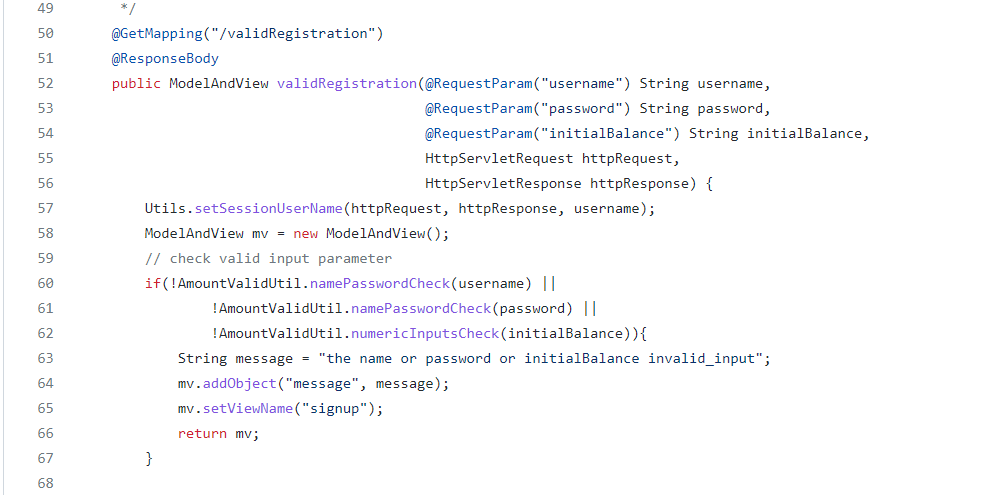 49         */
50        @GetMapping("/validRegistration")
51        @ResponseBody
52        public ModelAndView validRegistration(@RequestParam("username") String username,
53                                              @RequestParam("password") String password,
54                                              @RequestParam("initialBalance") String initialBalance,
55                                              HttpServletRequest httpRequest,
56                                              HttpServletResponse httpResponse) {
57            Utils.setSessionUserName(httpRequest, httpResponse, username);
58            ModelAndView mv = new ModelAndView();
59            // check valid input parameter
60            if(!AmountValidUtil.namePasswordCheck(username) ||
61                    !AmountValidUtil.namePasswordCheck(password) ||
62                    !AmountValidUtil.numericInputsCheck(initialBalance)){
63                String message = "the name or password or initialBalance invalid_input";
64                mv.addObject("message", message);
65                mv.setViewName("signup");
66                return mv;
67            }
68